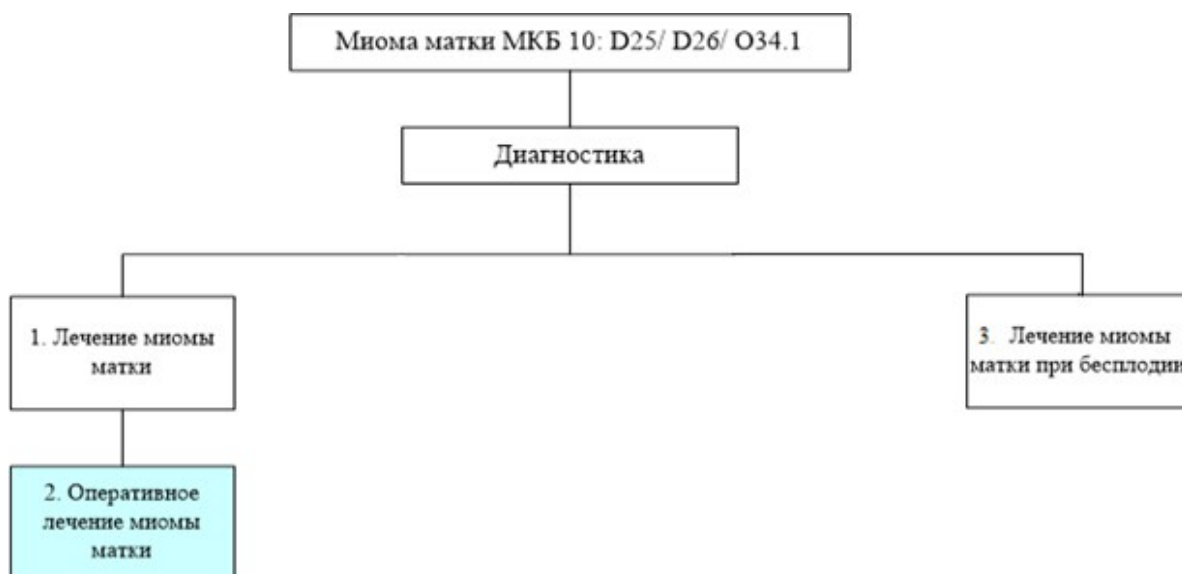 Миома матки МКБ 10: D25/ D26/ O34.1
Диагностика
1. Лечение миомы
матки
3. Лечение миомы
матки при бесплодии
2. Оперативное
лечение миомы
матки